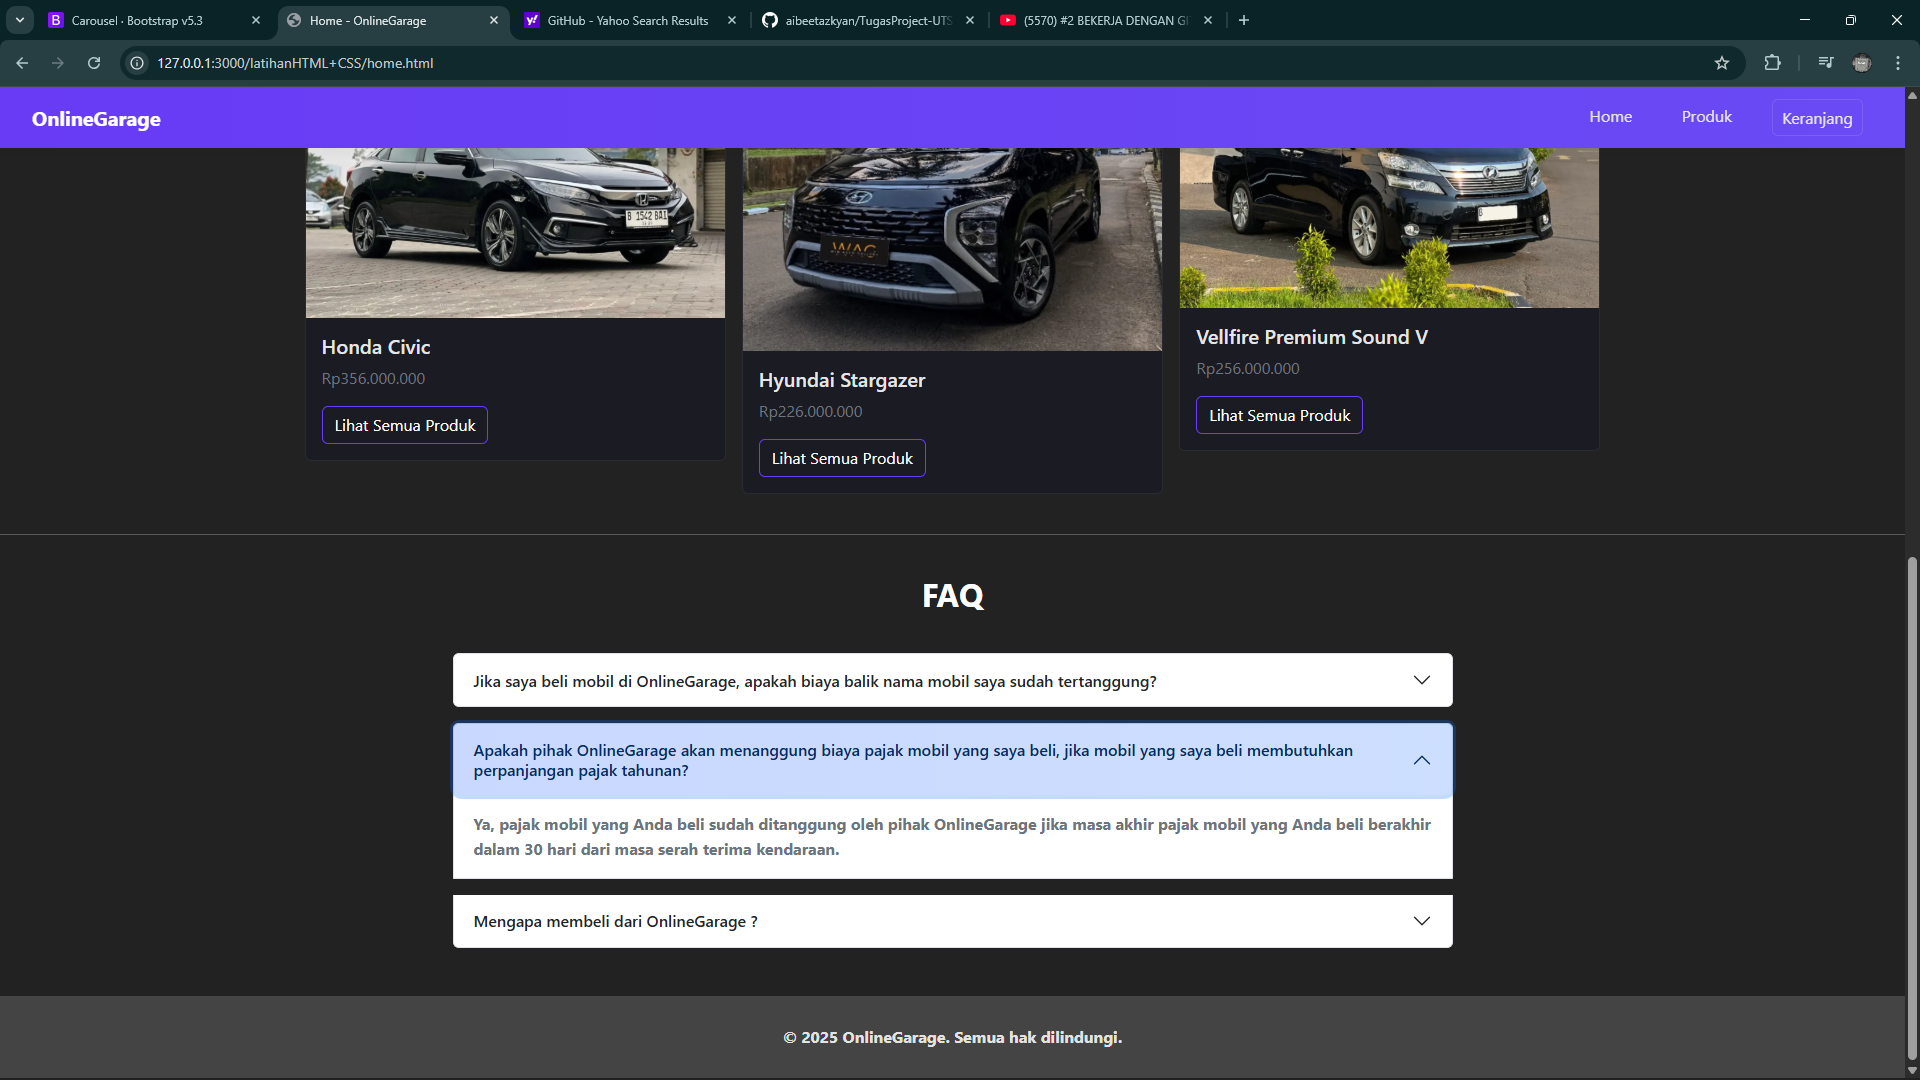 Carousel · Bootstrap v5.3
Home - OnlineGarage
GitHub - Yahoo Search Results
aibeetazkyan/TugasProject-UTS
(5570) #2 BEKERJA DENGAN GI
127.0.0.1:3000/latihanHTML+CSS/home.html
OnlineGarage
Home
Produk
Keranjang
B 1542 BAI
WAG
Honda Civic
Rp356.000.000
Lihat Semua Produk
Hyundai Stargazer
Rp226.000.000
Lihat Semua Produk
Vellfire Premium Sound V
Rp256.000.000
Lihat Semua Produk
FAQ
Jika saya beli mobil di OnlineGarage, apakah biaya balik nama mobil saya sudah tertanggung?
Apakah pihak OnlineGarage akan menanggung biaya pajak mobil yang saya beli, jika mobil yang saya beli membutuhkan
perpanjangan pajak tahunan?
Ya, pajak mobil yang Anda beli sudah ditanggung oleh pihak OnlineGarage jika masa akhir pajak mobil yang Anda beli berakhir
dalam 30 hari dari masa serah terima kendaraan.
Mengapa membeli dari OnlineGarage ?
© 2025 OnlineGarage. Semua hak dilindungi.